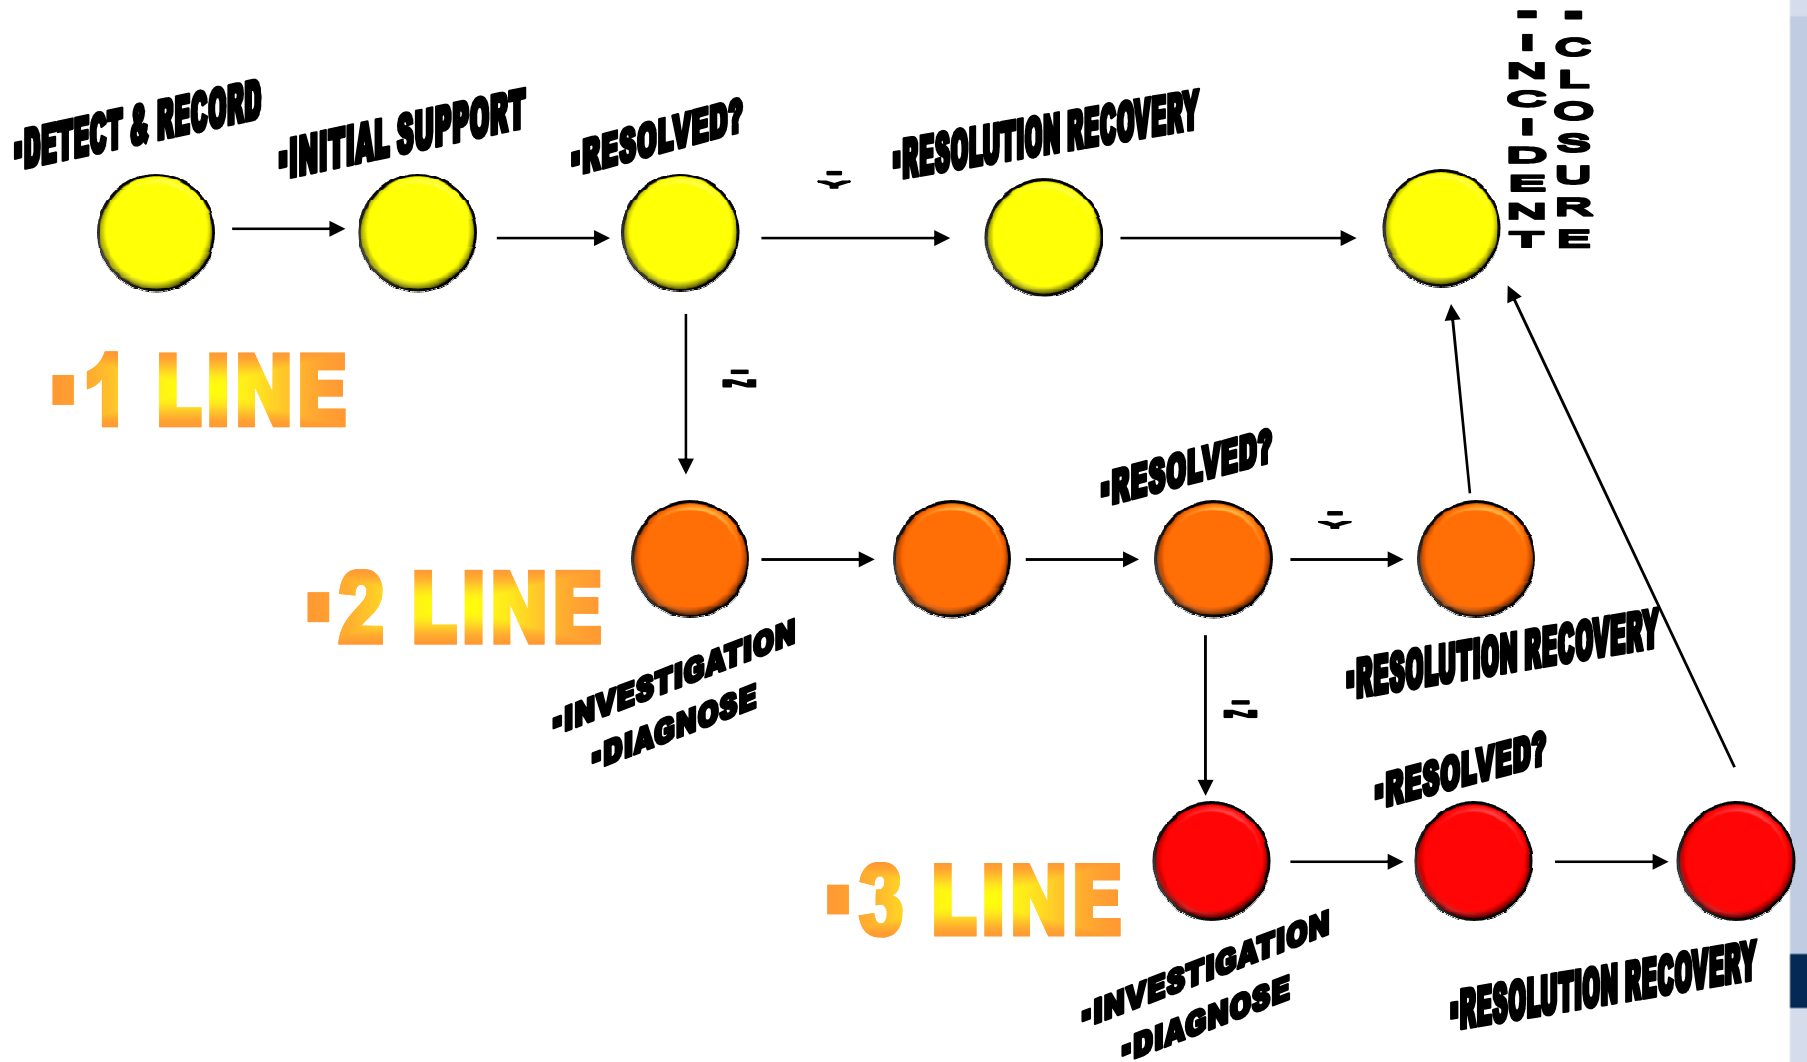 ▪DETECT & RECORD
▪INITIAL SUPPORT
▪RESOLVED?
▪Y
▪RESOLUTION RECOVERY
▪INCIDENT
▪CLOSURE
▪1 LINE
▪N
▪RESOLVED?
▪Y
▪2 LINE
▪RESOLUTION RECOVERY
▪INVESTIGATION
▪DIAGNOSE
▪N
▪RESOLVED?
▪3 LINE
▪INVESTIGATION
▪DIAGNOSE
▪RESOLUTION RECOVERY